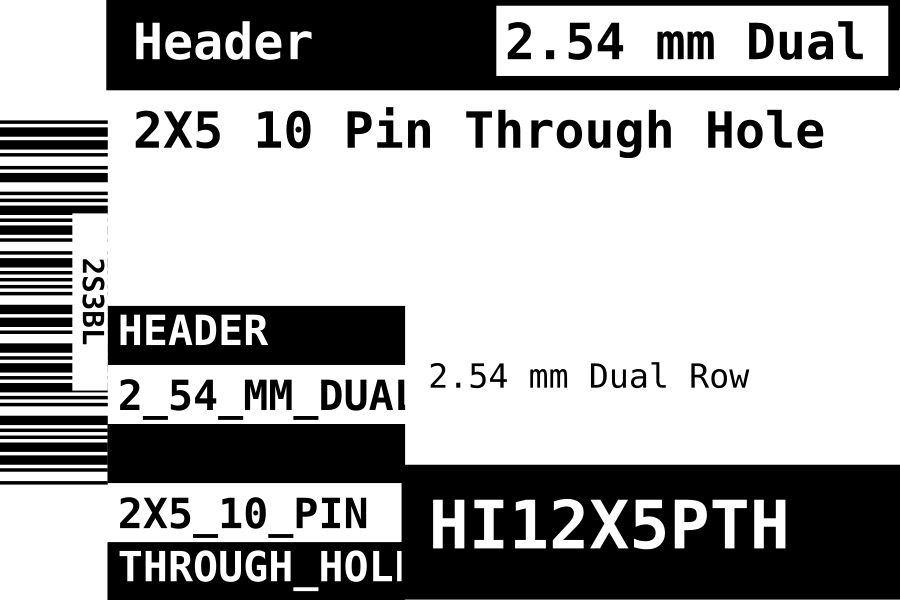 Header
2.54 mm Dual
2X5 10 Pin Through Hole
2S3BL
HEADER
2_54_MM_DUAL
2.54 mm Dual Row
2X5_10_PIN
THROUGH_HOL
HI12X5PTH